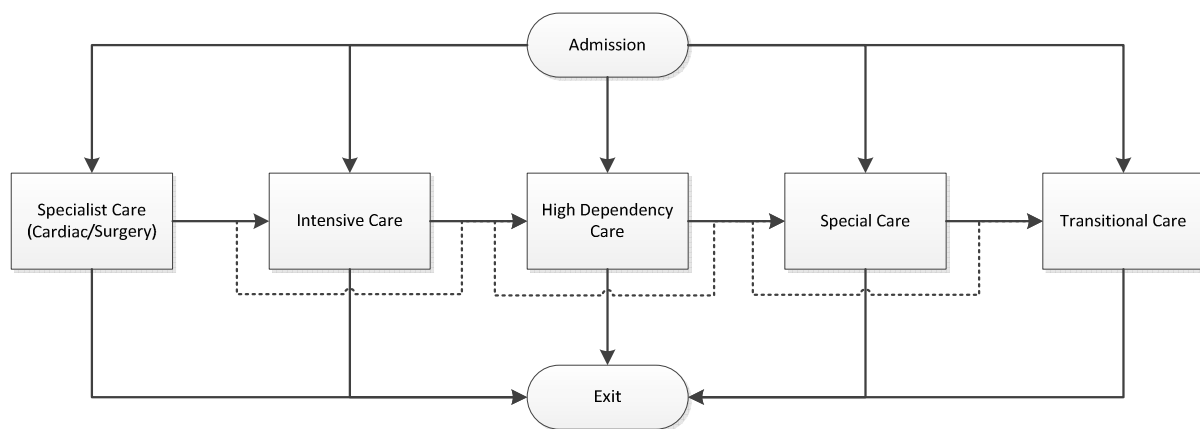 Admission
Specialist Care
(Cardiac/Surgery)
Intensive Care
High Dependency
Care
Special Care
Transitional Care
Exit